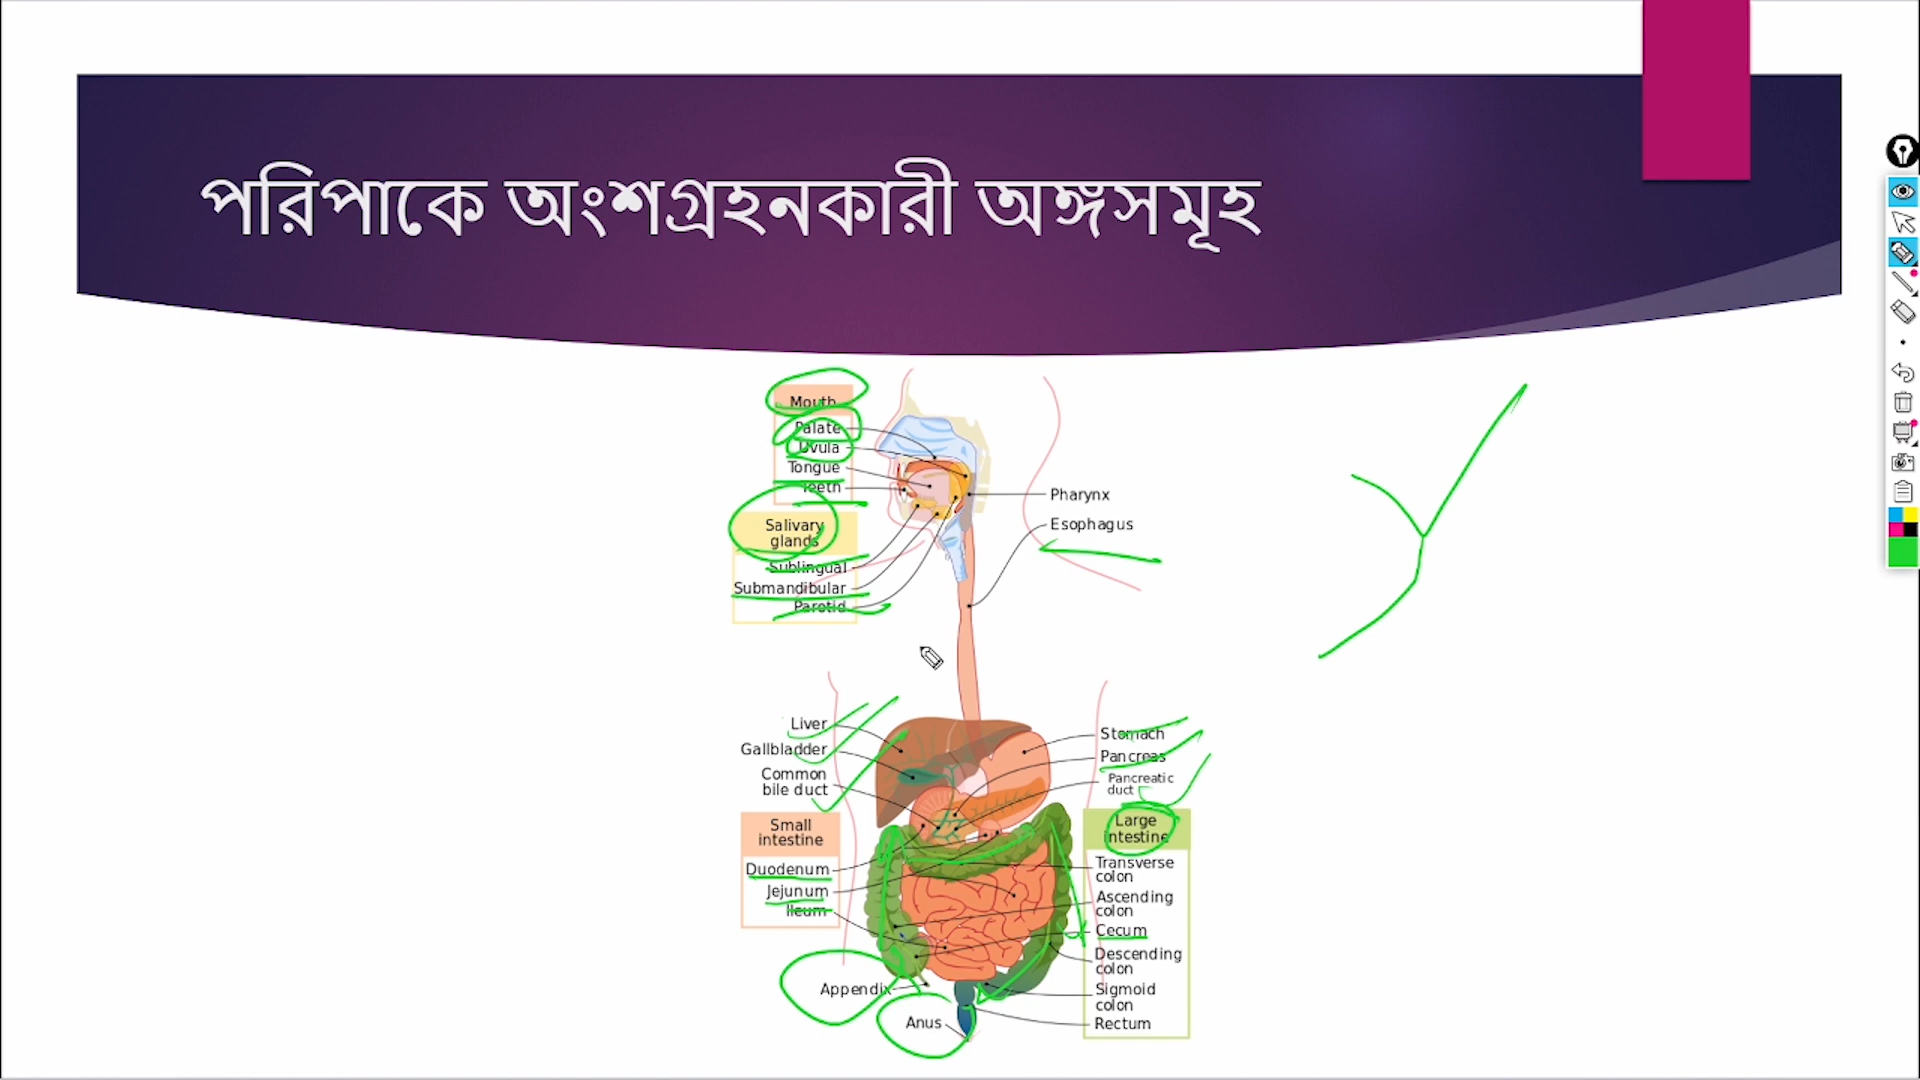 পরিপাকে অংশগ্রহনকারী অঙ্গসমূহ
Mouth
Palate
Uvula
Tongue
Teeth
Salivary
glands
Sublingual
Submandibular
Parotid
Pharynx
Esophagus
Liver
Gallbladder
Common
bile duct
Small
intestine
Duodenum
Jejunum
Ileum
Appendix
Anus
Stomach
Pancreas
Pancreatic
duct
Large
intestine
Transverse
colon
Ascending
colon
Cecum
Descending
colon
Sigmoid
colon
Rectum